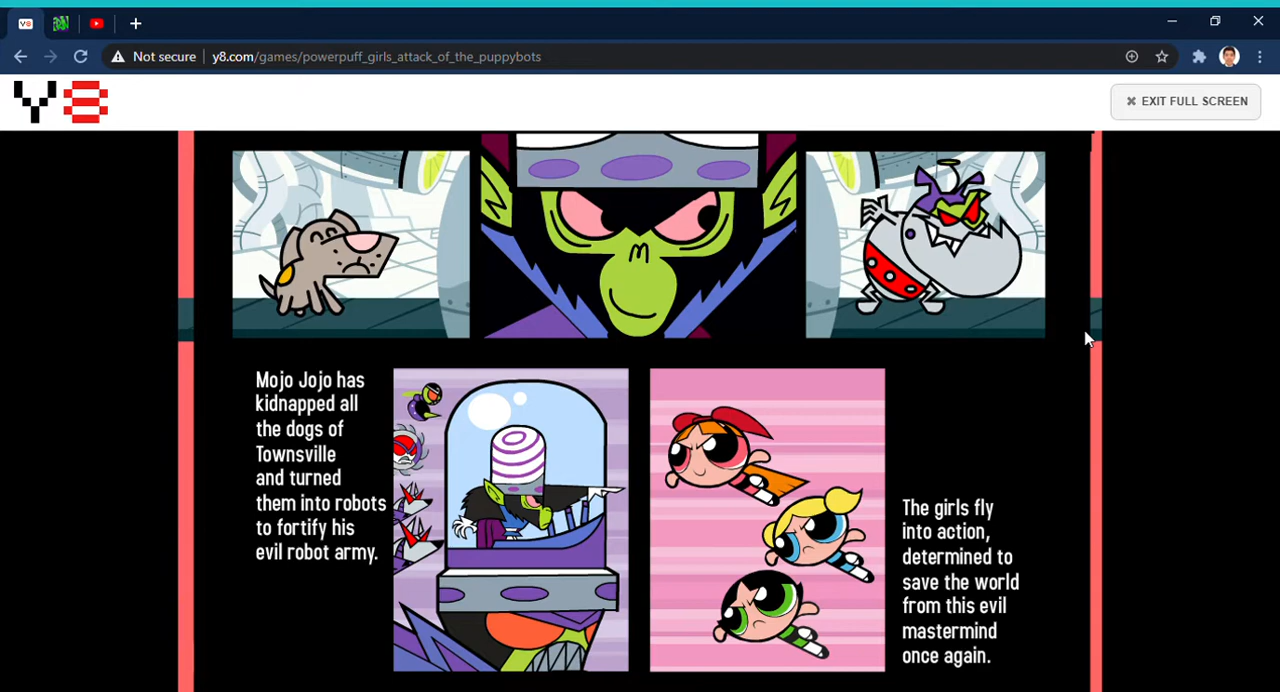 Not secure
y8.com/games/powerpuff_girls_attack_of_the_puppybots
Y8
EXIT FULL SCREEN
Mojo Jojo has
kidnapped all
the dogs of
Townsville
and turned
them into robots
to fortify his
evil robot army.
The girls fly
into action,
determined to
save the world
from this evil
mastermind
once again.